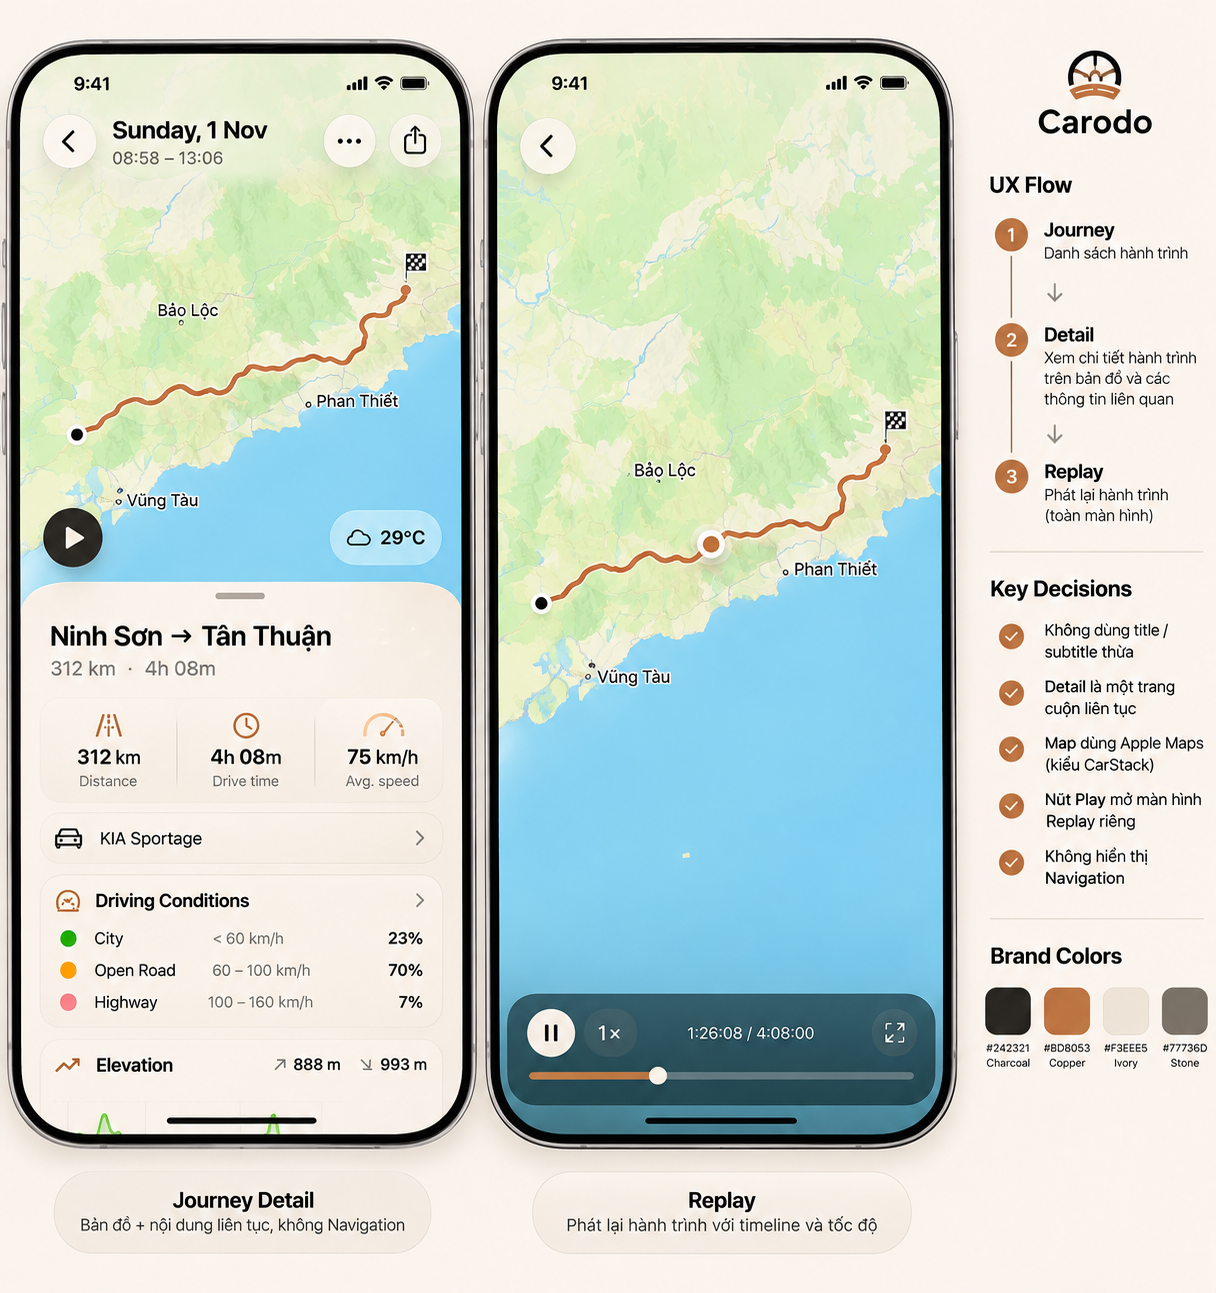 9:41
Sunday, 1 Nov
08:58 – 13:06
Bảo Lộc
Phan Thiết
Vũng Tàu
29°C
Ninh Sơn → Tân Thuận
312 km · 4h 08m
312 km
Distance
4h 08m
Drive time
75 km/h
Avg. speed
KIA Sportage
Driving Conditions
City < 60 km/h 23%
Open Road 60 – 100 km/h 70%
Highway 100 – 160 km/h 7%
Elevation ↗ 888 m ↘ 993 m
Journey Detail
Bản đồ + nội dung liên tục, không Navigation
9:41
Bảo Lộc
Phan Thiết
Vũng Tàu
1× 1:26:08 / 4:08:00
Replay
Phát lại hành trình với timeline và tốc độ
Carodo
UX Flow
1 Journey
Danh sách hành trình
↓
2 Detail
Xem chi tiết hành trình
trên bản đồ và các
thông tin liên quan
↓
3 Replay
Phát lại hành trình
(toàn màn hình)
Key Decisions
Không dùng title /
subtitle thừa
Detail là một trang
cuộn liên tục
Map dùng Apple Maps
(kiểu CarStack)
Nút Play mở màn hình
Replay riêng
Không hiển thị
Navigation
Brand Colors
#242321 #BD8053 #F3EEE5 #77736D
Charcoal Copper Ivory Stone